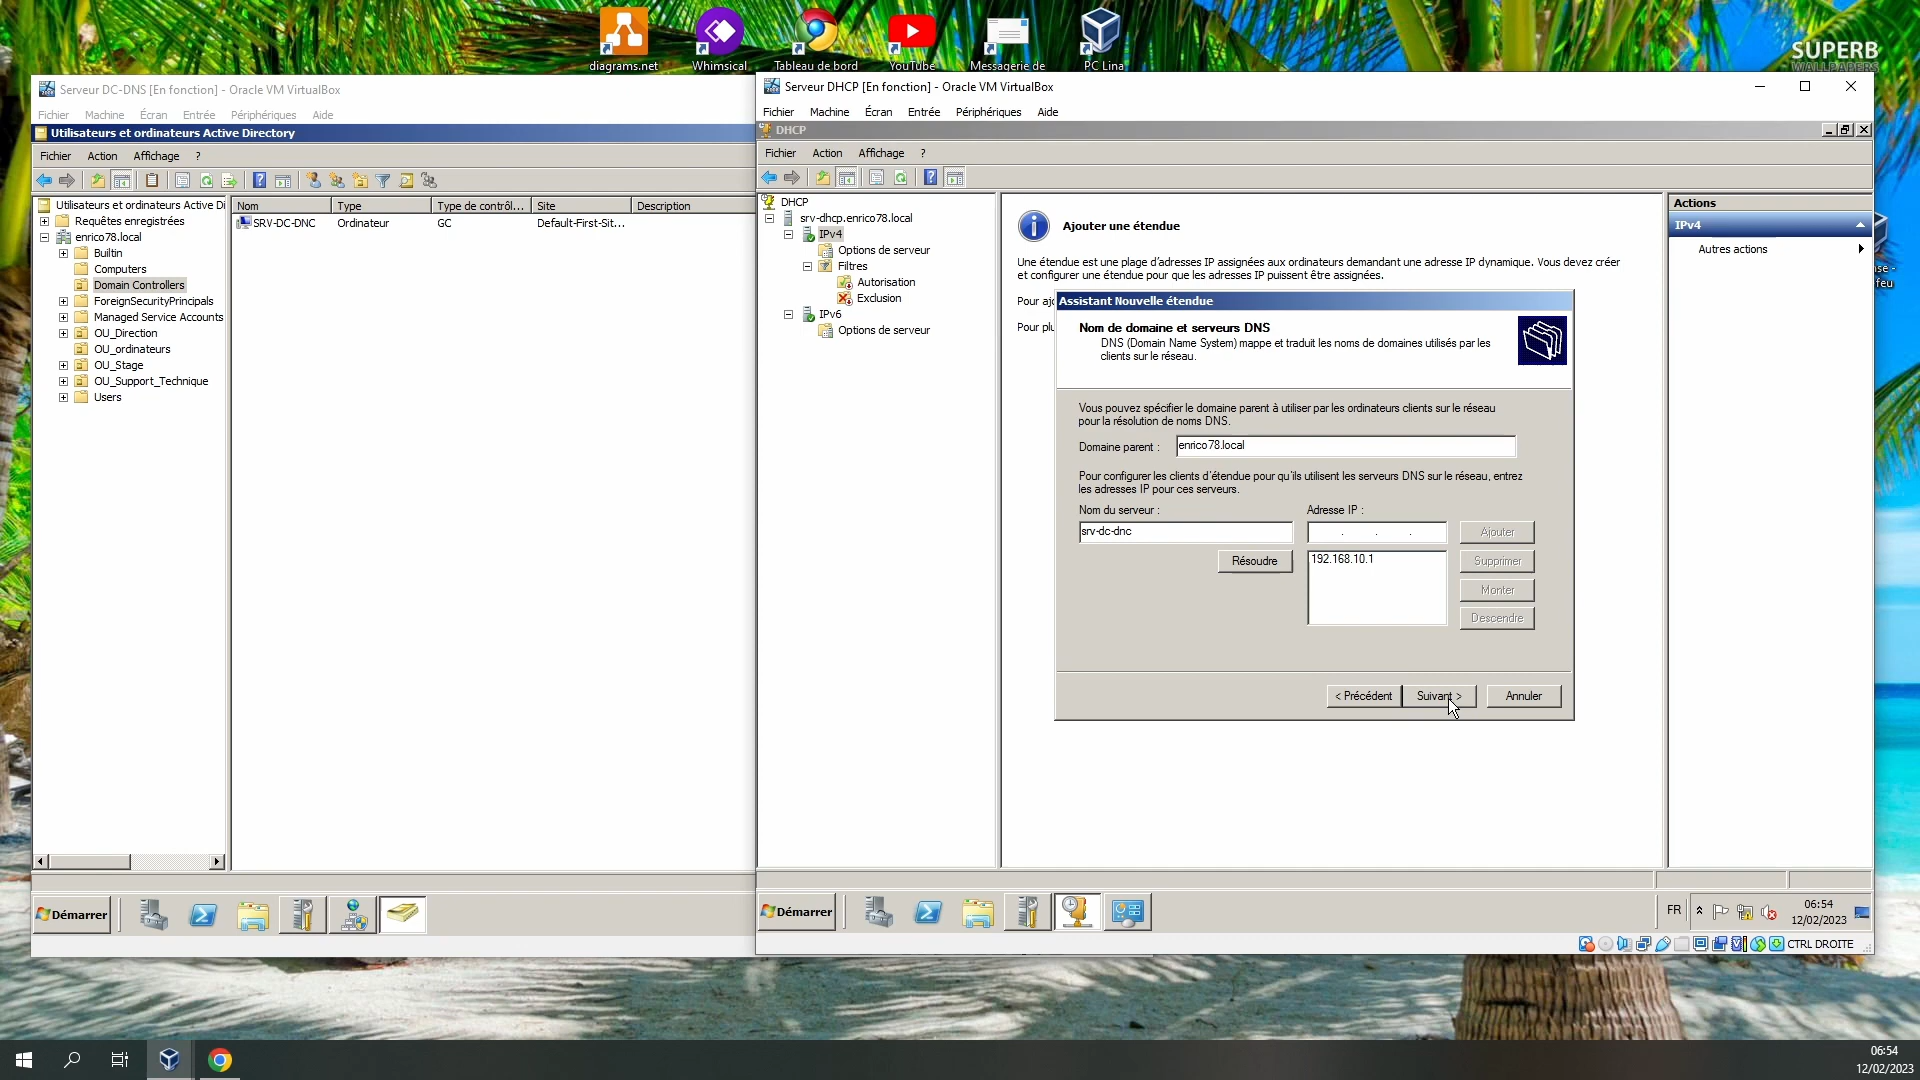 SUPERB
WALLPAPERS
diagrams.net
Whimsical
Tableau de bord
YouTube
Messagerie de
PC Lina
Serveur DC-DNS [En fonction] - Oracle VM VirtualBox
Fichier Machine Écran Entrée Périphériques Aide
Utilisateurs et ordinateurs Active Directory
Fichier Action Affichage ?
Utilisateurs et ordinateurs Active Di
Requêtes enregistrées
enrico78.local
Builtin
Computers
Domain Controllers
ForeignSecurityPrincipals
Managed Service Accounts
OU_Direction
OU_ordinateurs
OU_Stage
OU_Support_Technique
Users
Nom Type Type de contrôl... Site Description
SRV-DC-DNC Ordinateur GC Default-First-Sit...
Démarrer
Serveur DHCP [En fonction] - Oracle VM VirtualBox
Fichier Machine Écran Entrée Périphériques Aide
DHCP
Fichier Action Affichage ?
DHCP
srv-dhcp.enrico78.local
IPv4
Options de serveur
Filtres
Autorisation
Exclusion
IPv6
Options de serveur
Ajouter une étendue
Une étendue est une plage d'adresses IP assignées aux ordinateurs demandant une adresse IP dynamique. Vous devez créer
et configurer une étendue pour que les adresses IP puissent être assignées.
Pour ajo
Pour plu
Assistant Nouvelle étendue
Nom de domaine et serveurs DNS
DNS (Domain Name System) mappe et traduit les noms de domaines utilisés par les
clients sur le réseau.
Vous pouvez spécifier le domaine parent à utiliser par les ordinateurs clients sur le réseau
pour la résolution de noms DNS.
Domaine parent : enrico78.local
Pour configurer les clients d'étendue pour qu'ils utilisent les serveurs DNS sur le réseau, entrez
les adresses IP pour ces serveurs.
Nom du serveur : Adresse IP :
srv-dc-dnc . . . Ajouter
Résoudre 192.168.10.1 Supprimer
Monter
Descendre
< Précédent Suivant > Annuler
Actions
IPv4
Autres actions
Démarrer
FR
06:54
12/02/2023
CTRL DROITE
se -
feu
06:54
12/02/2023